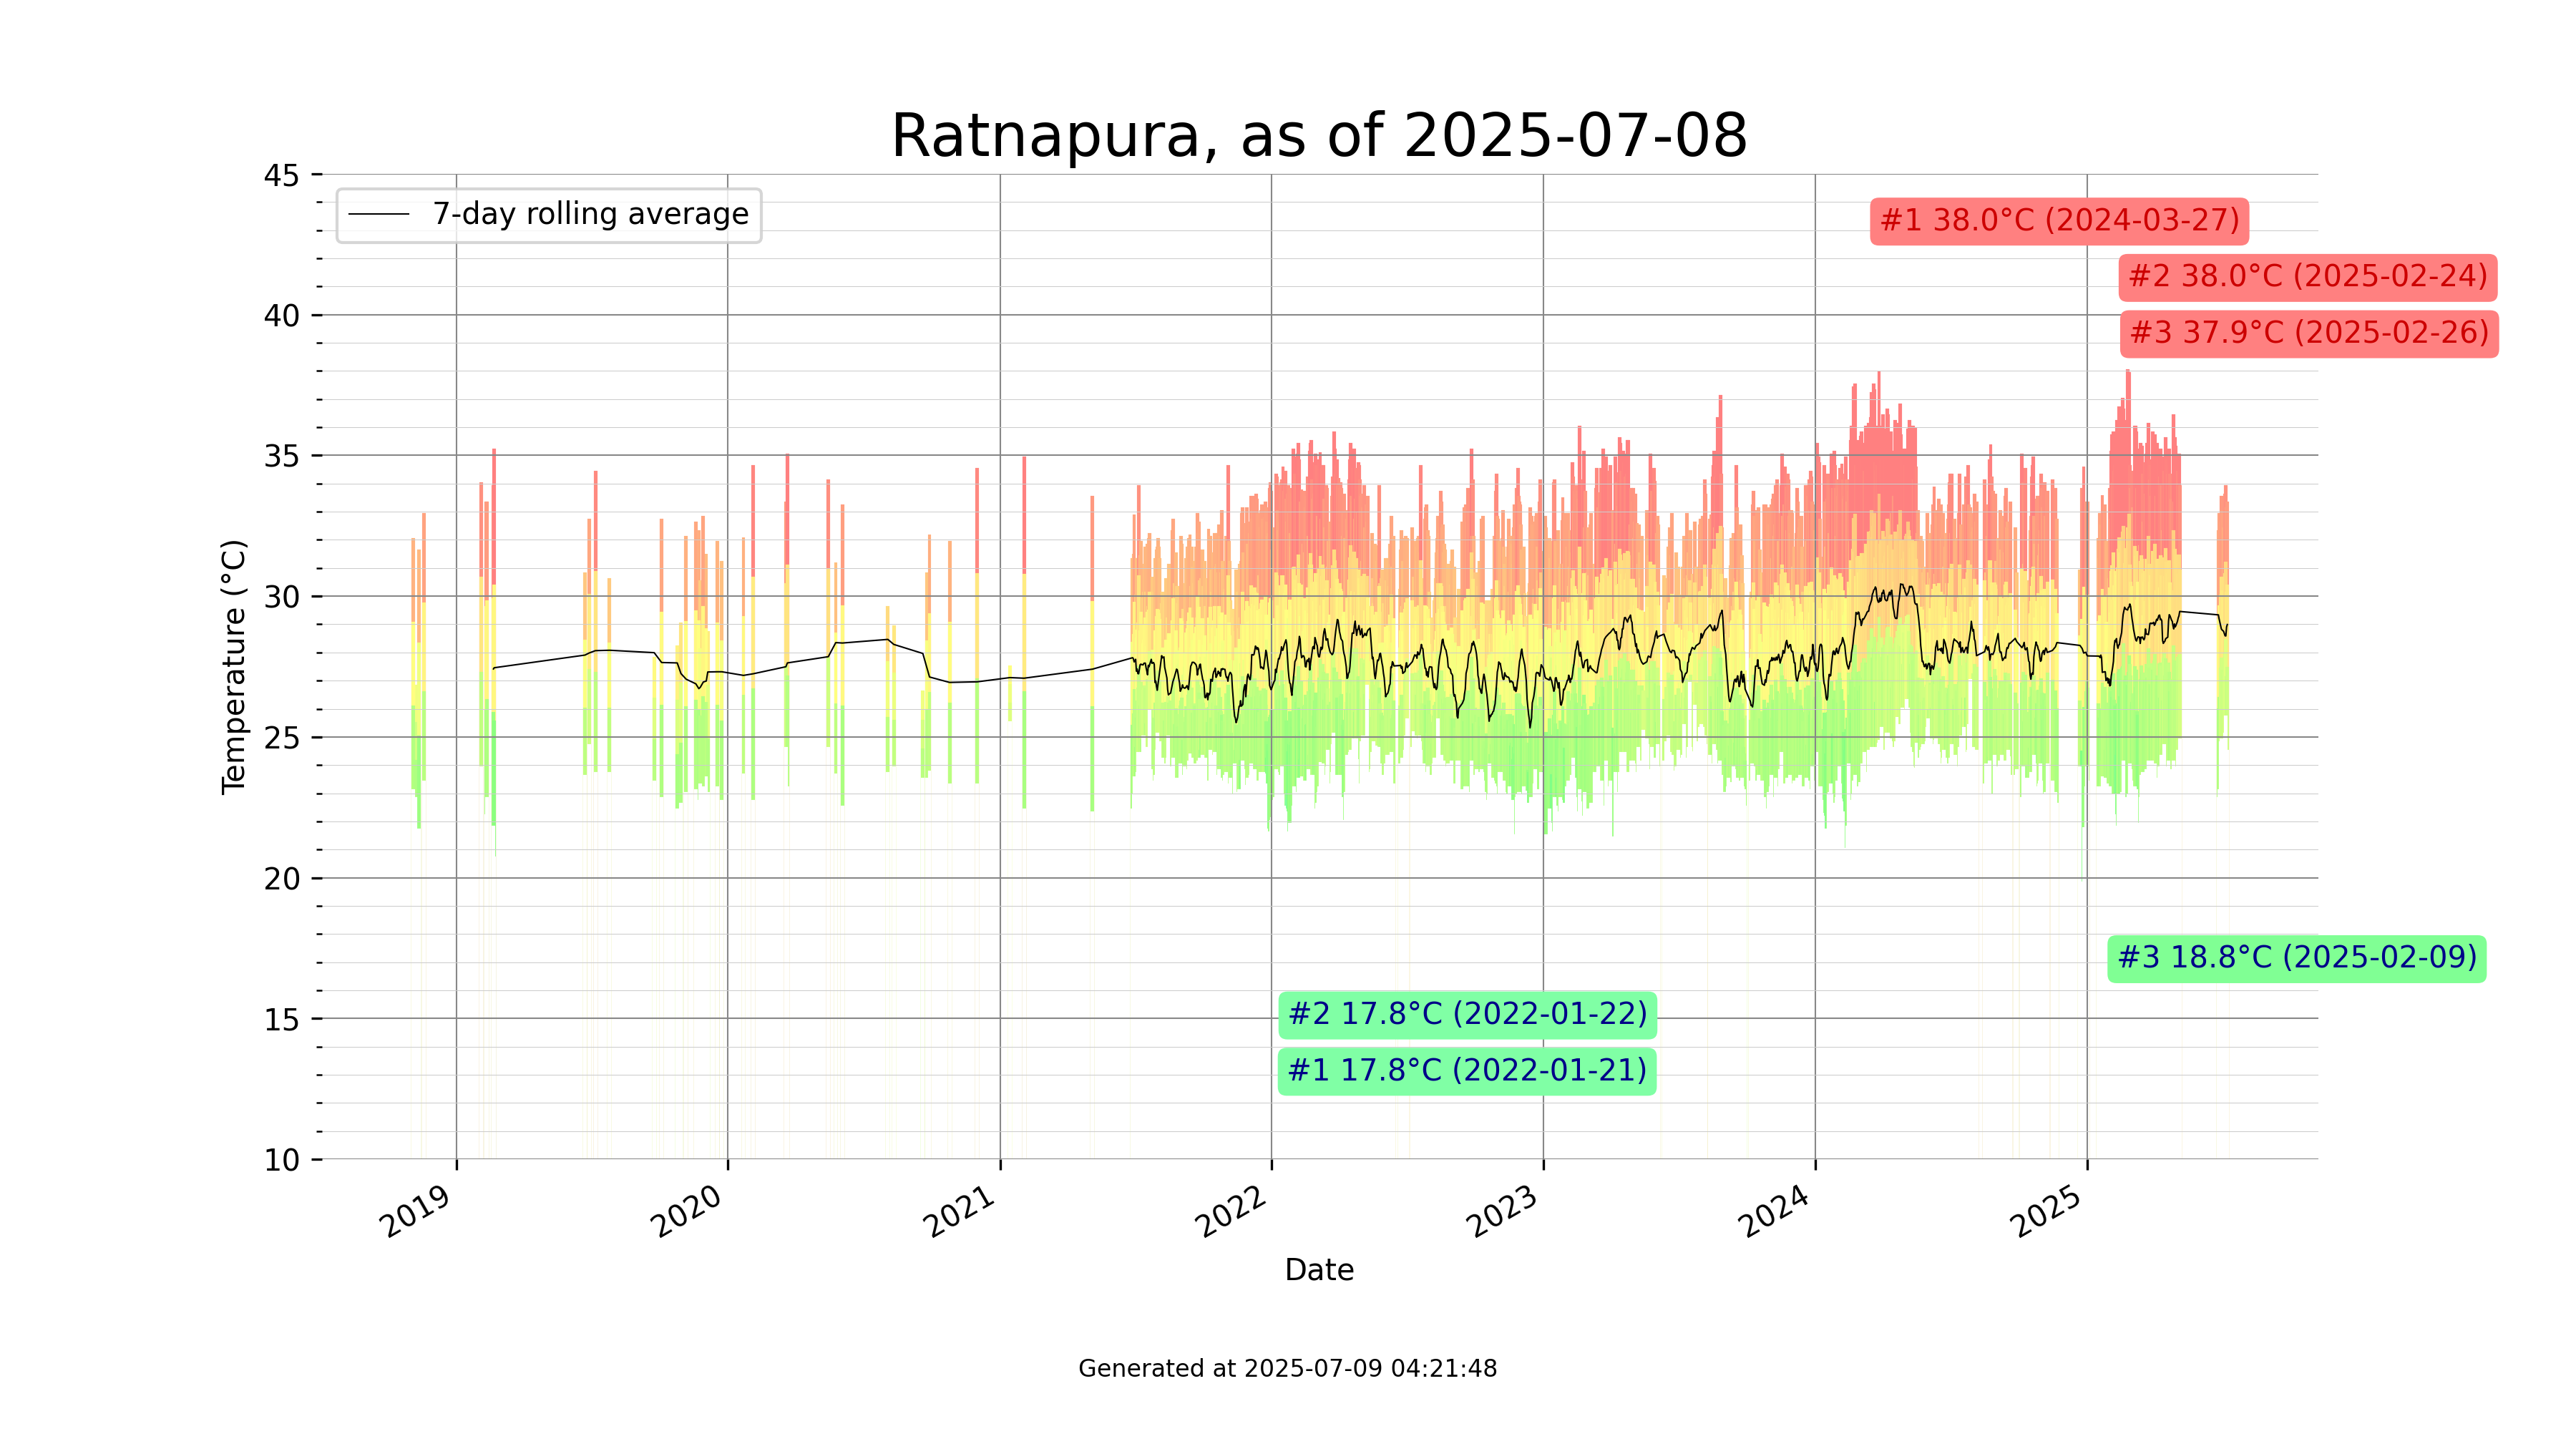 Ratnapura, as of 2025-07-08
7-day rolling average
#1 38.0°C (2024-03-27)
#2 38.0°C (2025-02-24)
#3 37.9°C (2025-02-26)
#3 18.8°C (2025-02-09)
#2 17.8°C (2022-01-22)
#1 17.8°C (2022-01-21)
Temperature (°C)
45
40
35
30
25
20
15
10
2019
2020
2021
2022
2023
2024
2025
Date
Generated at 2025-07-09 04:21:48